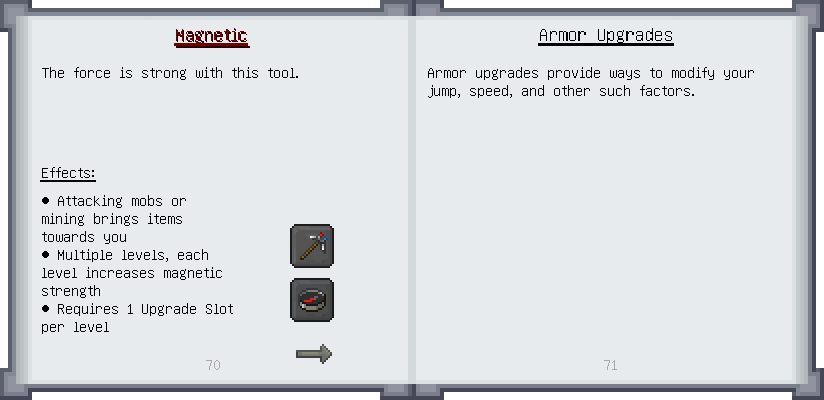 Magnetic
The force is strong with this tool.
Effects:
● Attacking mobs or
mining brings items
towards you
● Multiple levels, each
level increases magnetic
strength
● Requires 1 Upgrade Slot
per level
70
Armor Upgrades
Armor upgrades provide ways to modify your
jump, speed, and other such factors.
71